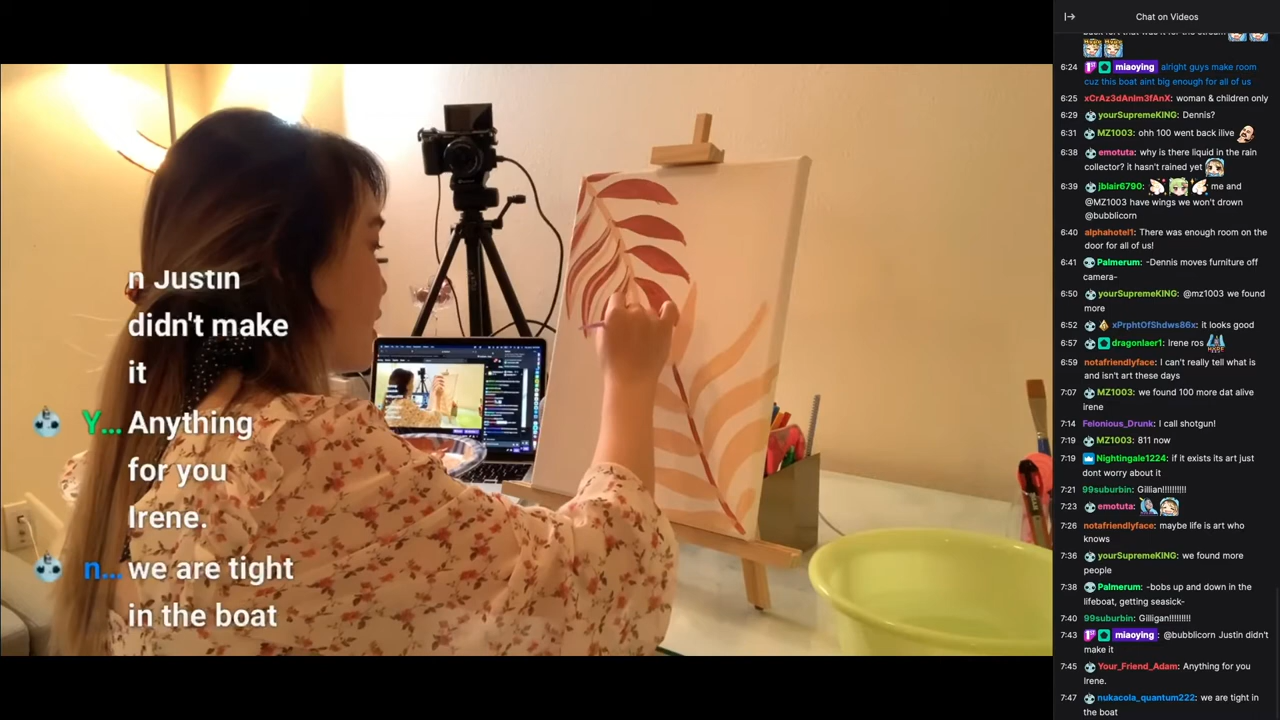 n Justin
didn't make
it
Y... Anything
for you
Irene.
n... we are tight
in the boat
Chat on Videos
6:24 miaoying alright guys make room
cuz this boat aint big enough for all of us
6:25 xCrAz3dAnIm3fAnX: woman & children only
6:29 yourSupremeKING: Dennis?
6:31 MZ1003: ohh 100 went back ilive
6:38 emotuta: why is there liquid in the rain
collector? it hasn't rained yet
6:39 jblair6790: me and
@MZ1003 have wings we won't drown
@bubblicorn
6:40 alphahotel1: There was enough room on the
door for all of us!
6:41 Palmerum: -Dennis moves furniture off
camera-
6:50 yourSupremeKING: @mz1003 we found
more
6:52 xPrphtOfShdws86x: it looks good
6:57 dragonlaer1: Irene ros
6:59 notafriendlyface: I can't really tell what is
and isn't art these days
7:07 MZ1003: we found 100 more dat alive
Irene
7:14 Felonious_Drunk: I call shotgun!
7:19 MZ1003: 811 now
7:19 Nightingale1224: if it exists its art just
dont worry about it
7:21 99suburbin: Gillian!!!!!!!!!!
7:23 emotuta:
7:26 notafriendlyface: maybe life is art who
knows
7:36 yourSupremeKING: we found more
people
7:38 Palmerum: -bobs up and down in the
lifeboat, getting seasick-
7:40 99suburbin: Gilligan!!!!!!!!!
7:43 miaoying : @bubblicorn Justin didn't
make it
7:45 Your_Friend_Adam: Anything for you
Irene.
7:47 nukacola_quantum222: we are tight in
the boat